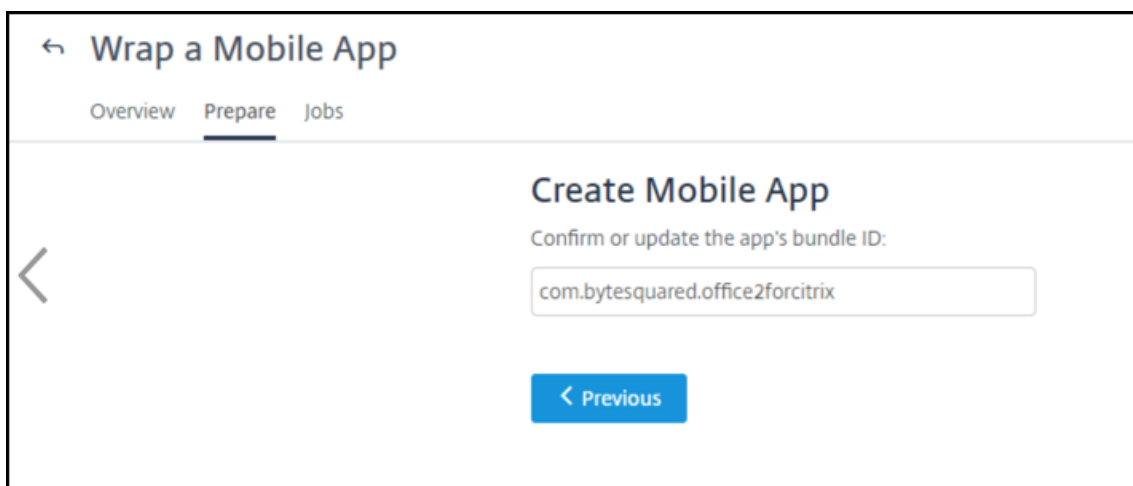 Wrap a Mobile App
Overview Prepare Jobs
Create Mobile App
Confirm or update the app's bundle ID:
com.bytesquared.office2forcitrix
Previous